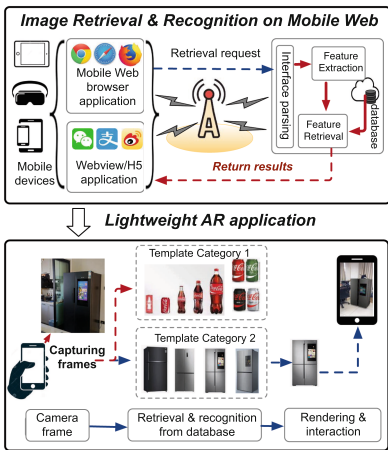 Image Retrieval & Recognition on Mobile Web
Mobile Web
browser
application
Webview/H5
application
Mobile
devices
Retrieval request
Return results
Interface parsing
Feature
Extraction
Feature
Retrieval
database
Lightweight AR application
Capturing
frames
Template Category 1
Template Category 2
Camera
frame
Retrieval & recognition
from database
Rendering &
interaction